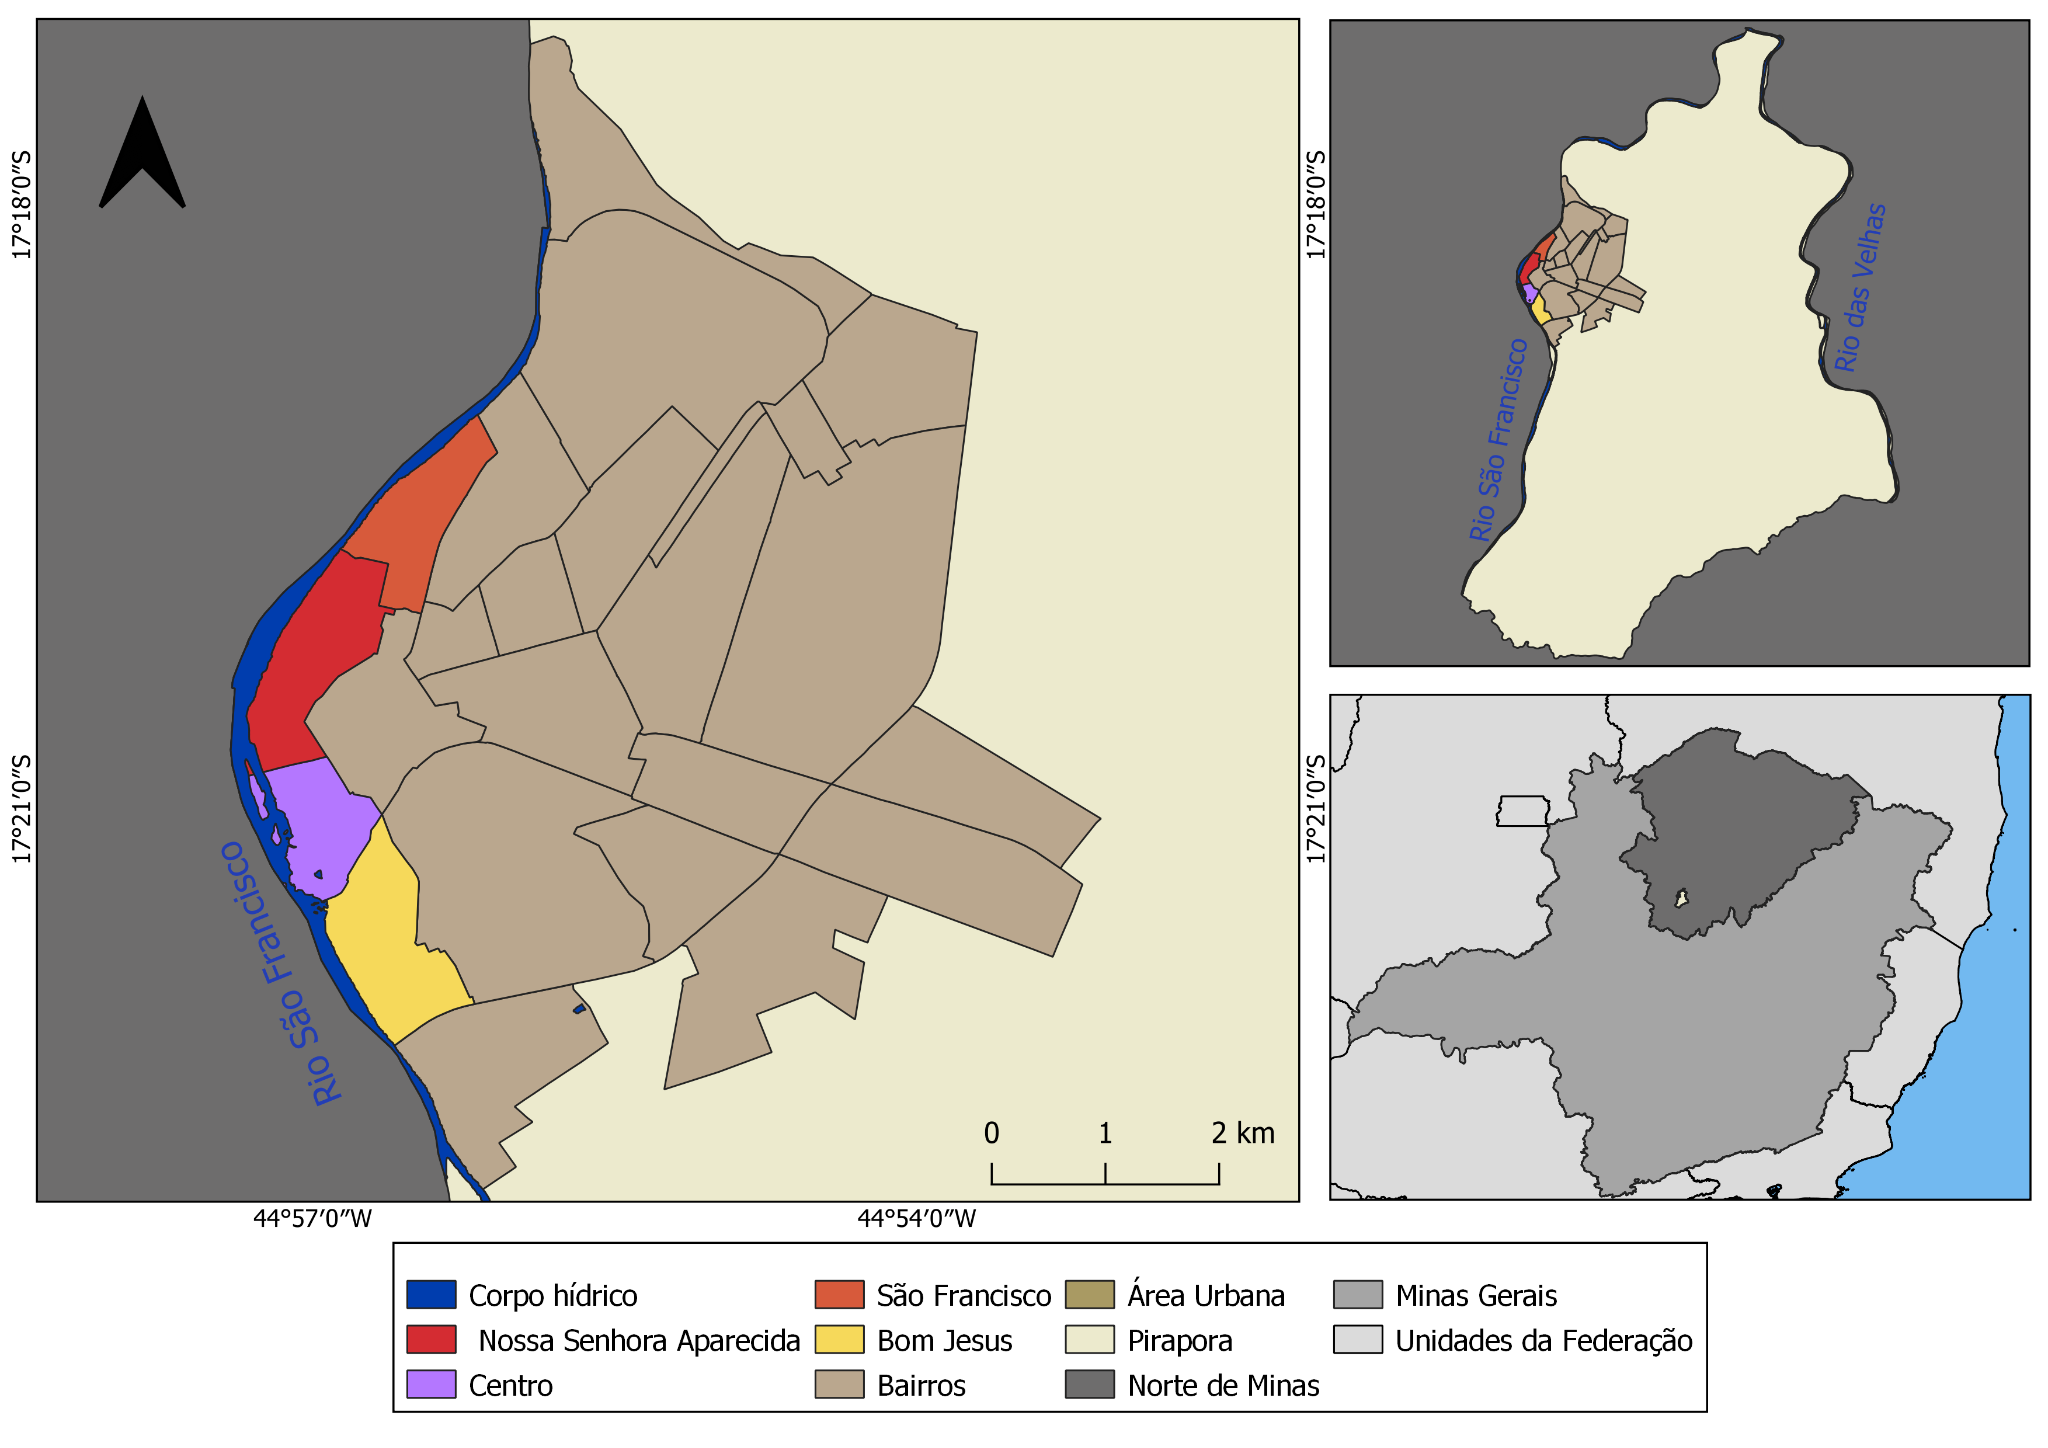 17°18'0"S
17°21'0"S
Rio São Francisco
0 1 2 km
44°57'0"W 44°54'0"W
17°18'0"S
17°21'0"S
Rio São Francisco
Rio das Velhas
Corpo hídrico
Nossa Senhora Aparecida
Centro
São Francisco
Bom Jesus
Bairros
Área Urbana
Pirapora
Norte de Minas
Minas Gerais
Unidades da Federação